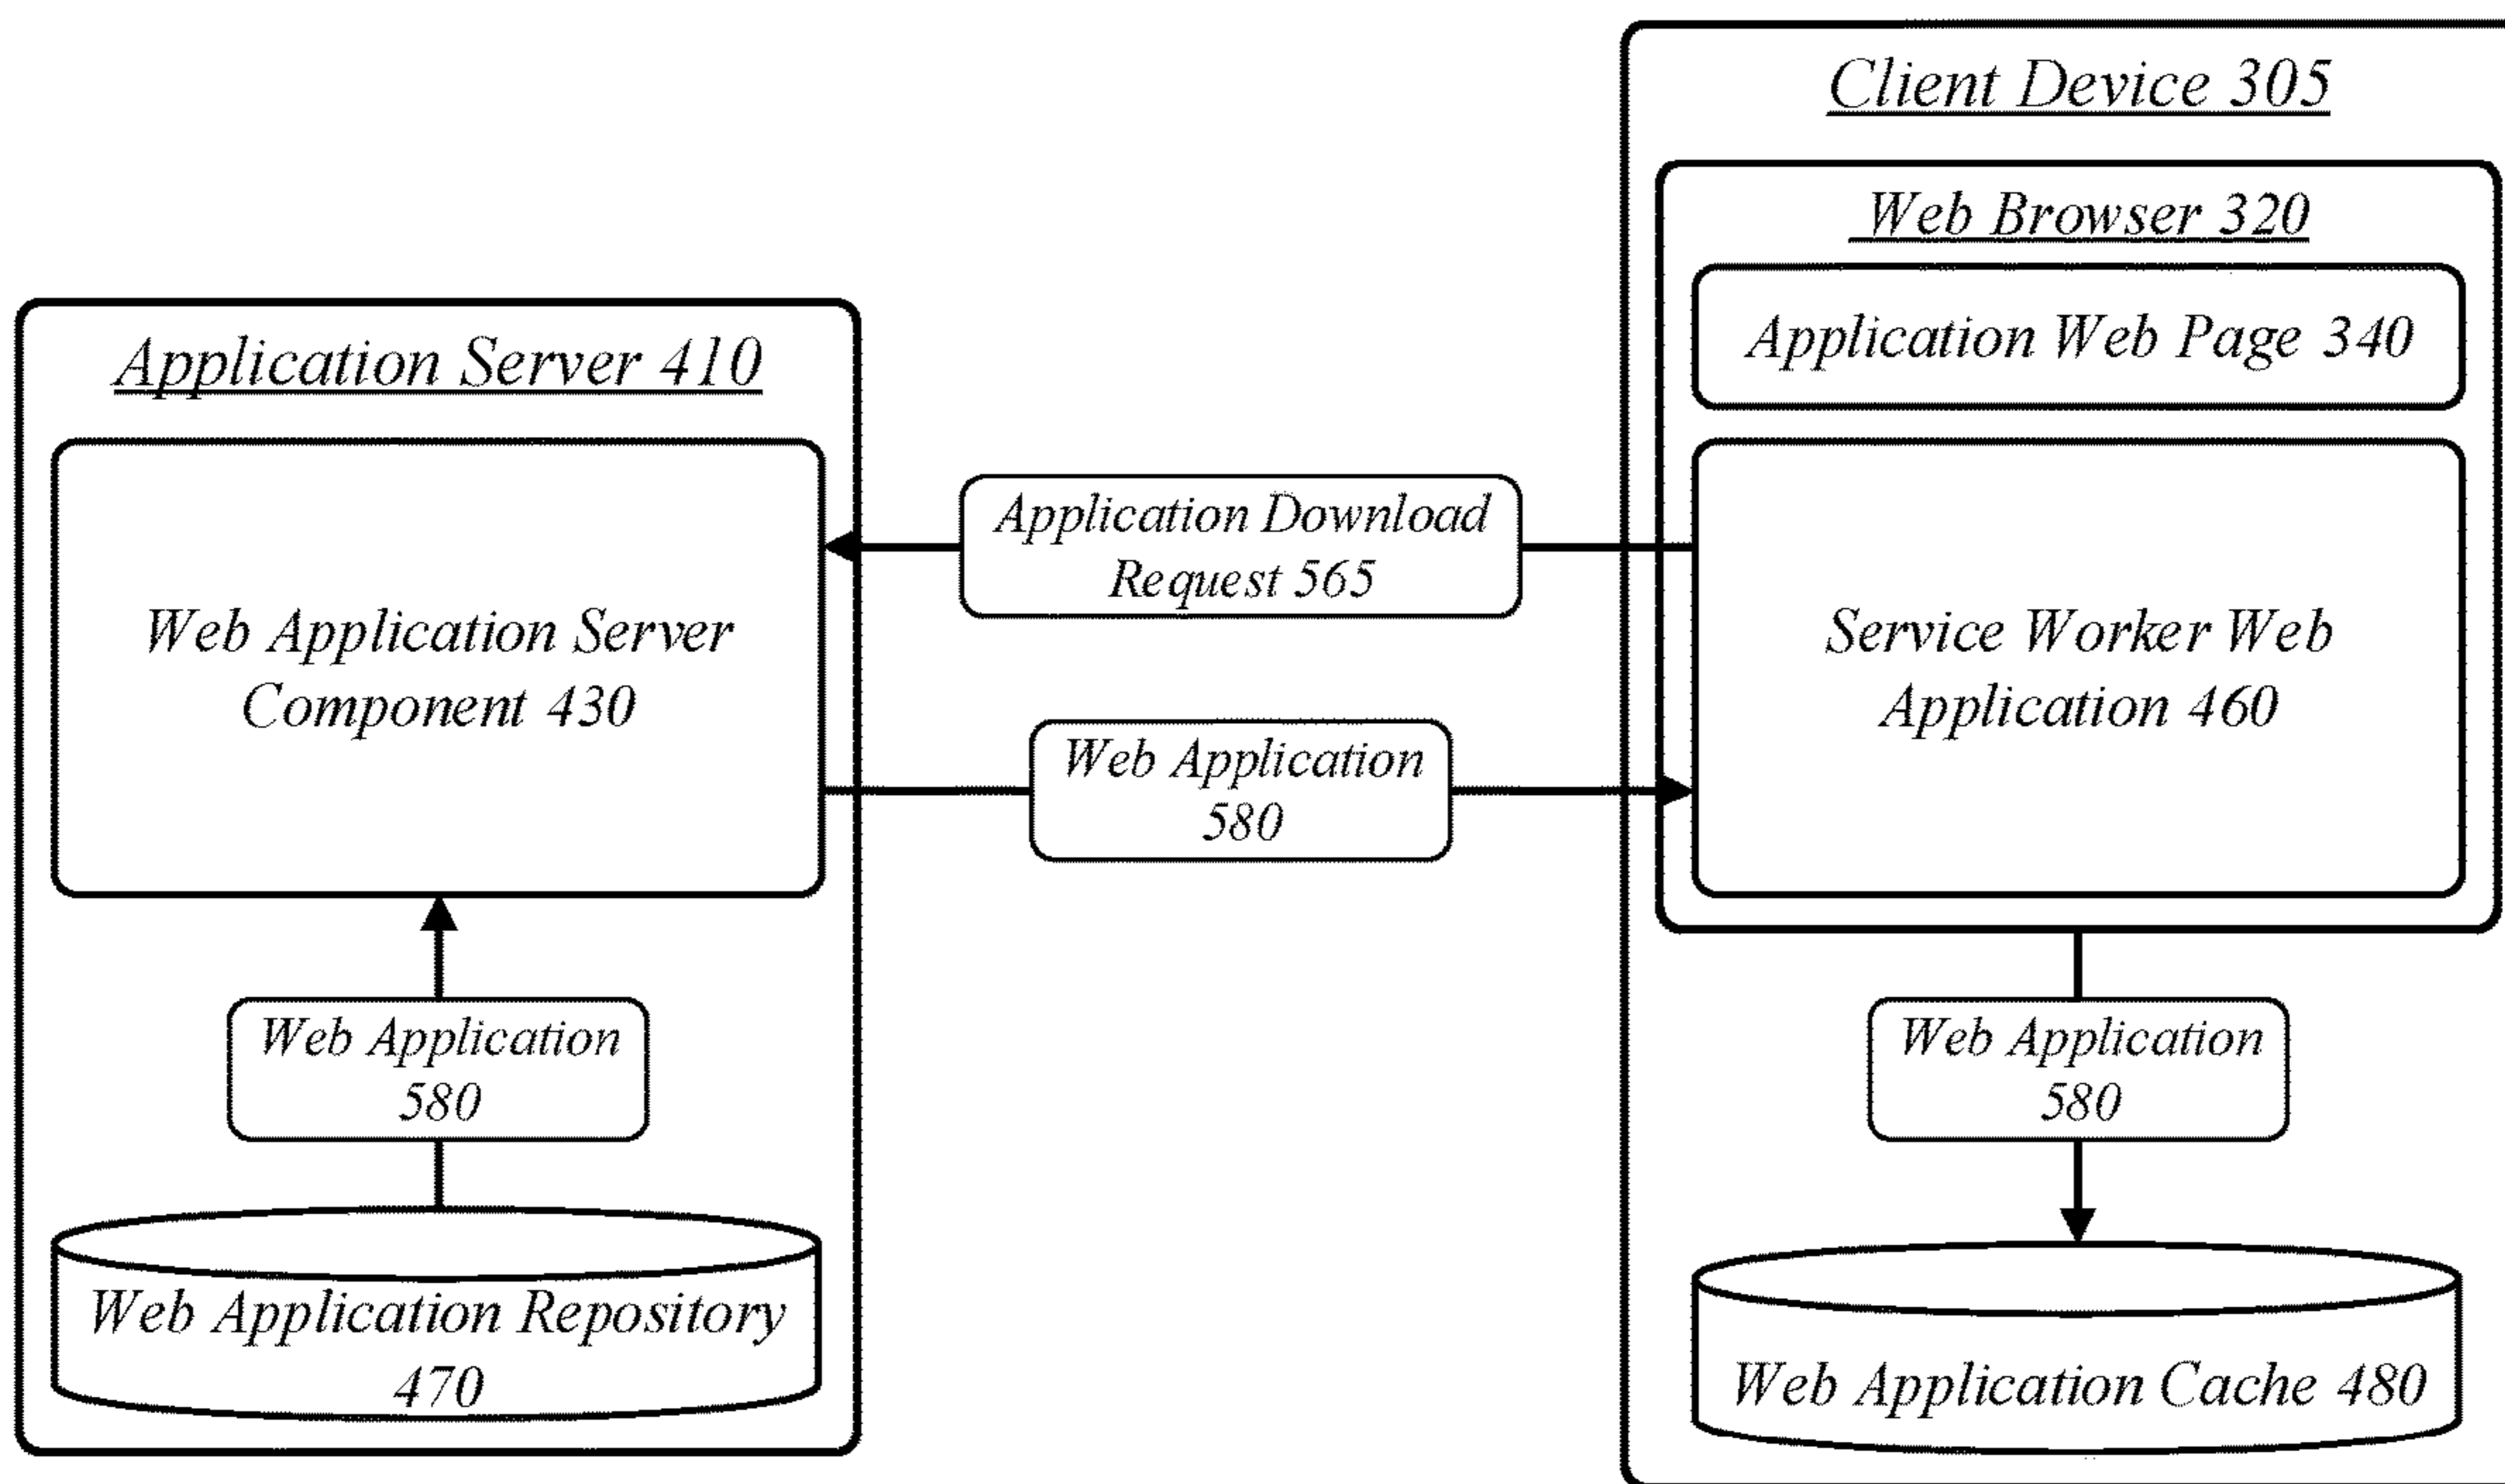 Client Device 305
Web Browser 320
Application Web Page 340
Application Server 410
Application Download
Request 565
Web Application Server
Component 430
Service Worker Web
Application 460
Web Application
580
Web Application
580
Web Application
580
Web Application Repository
470
Web Application Cache 480